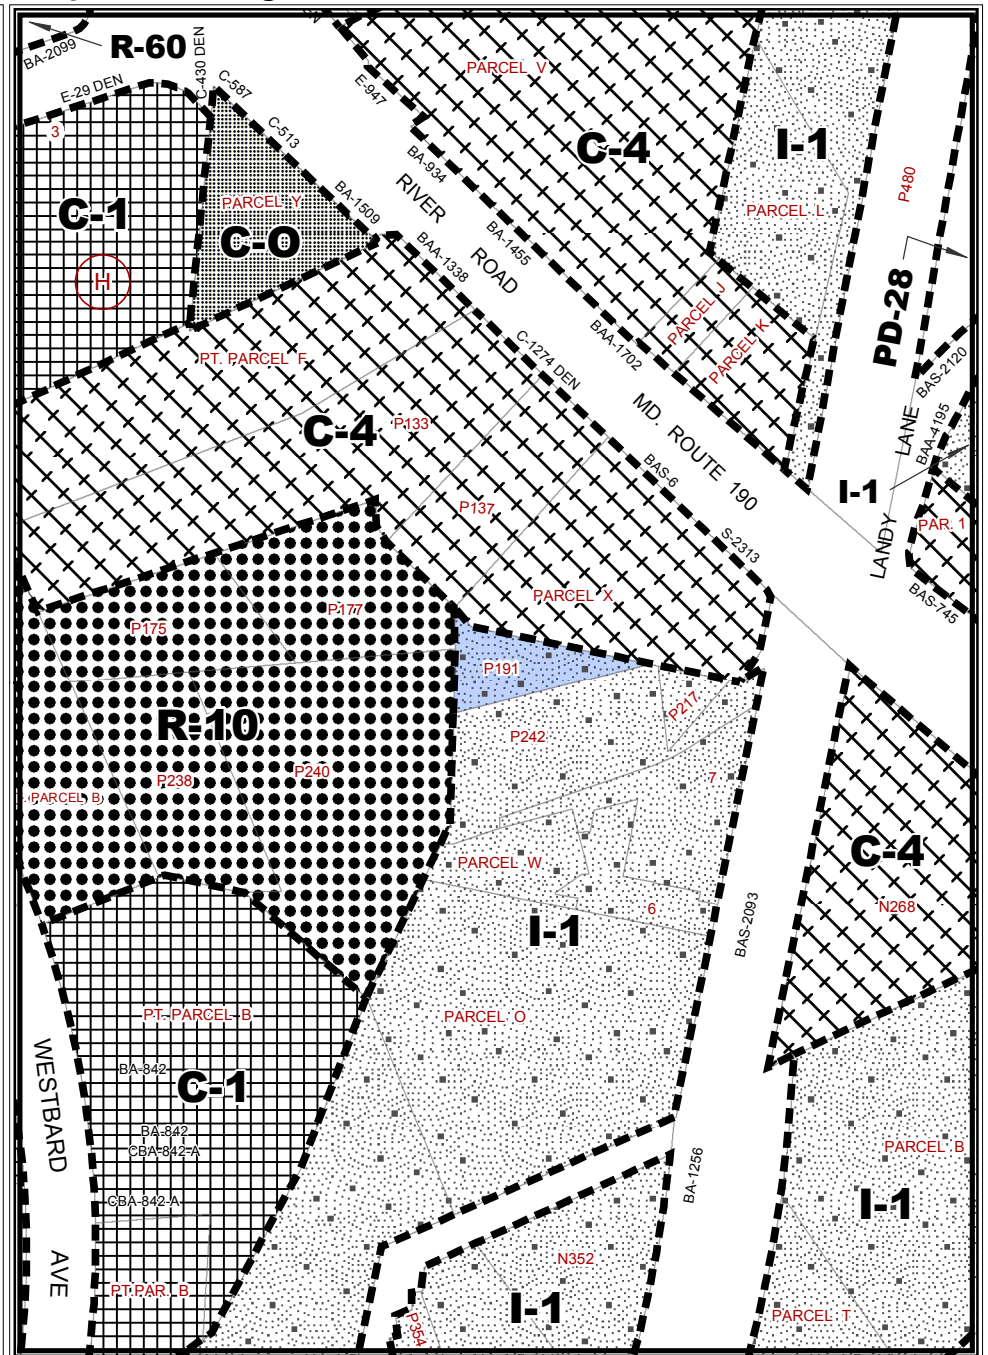 R-60
BA-2099
E-29 DEN
C-430 DEN
C-587
C-513
E-947
PARCEL V
C-4
I-1
3
BA-934
P480
PARCEL Y
C-1
C-O
BA-1509
RIVER
ROAD
BA-1455
PARCEL L
BAA-1338
H
PARCEL J
PARCEL K
PD-28
BAA-1702
C-1274 DEN
PT. PARCEL F
BAS-2120
C-4
P133
MD. ROUTE 190
LANDY LANE
BAA-4195
BAS-6
I-1
P137
S-2313
PAR. 1
BAS-745
PARCEL X
P175
P177
P191
P217
R-10
P242
7
P238
P240
PARCEL B
C-4
PARCEL W
N268
6
I-1
BAS-2093
PT. PARCEL B
PARCEL O
WESTBARD
AVE
BA-842
C-1
BA-842
CBA-842-A
PARCEL B
BA-1256
CBA-842-A
I-1
N352
PT PAR. B
I-1
P354
PARCEL T